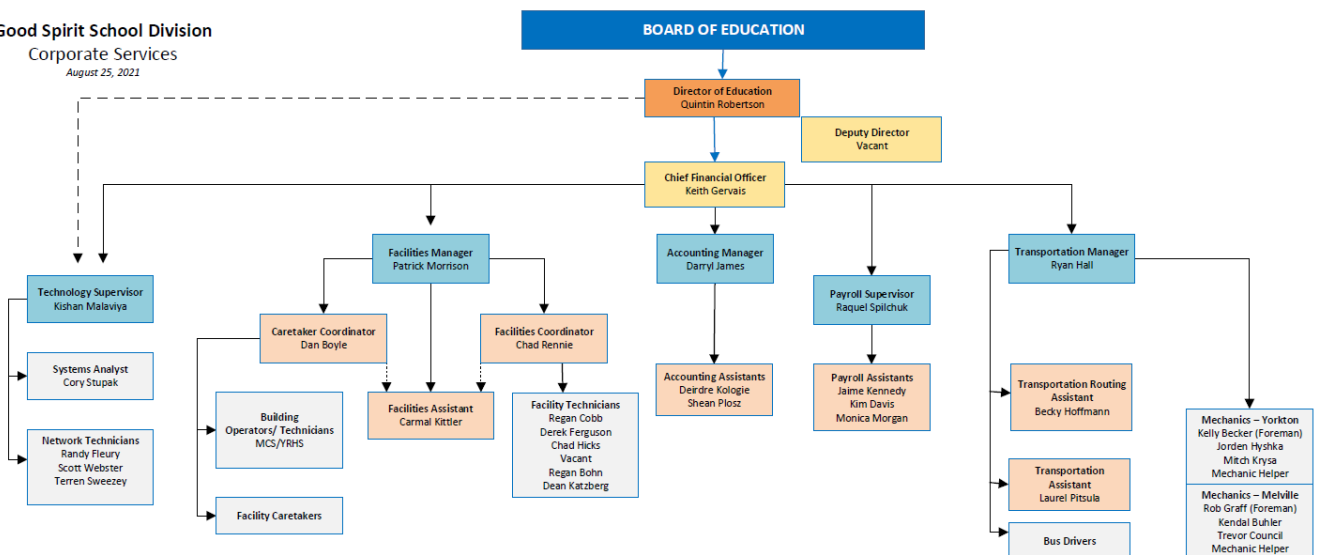 Good Spirit School Division
Corporate Services
August 25, 2021
BOARD OF EDUCATION
Director of Education
Quintin Robertson
Deputy Director
Vacant
Chief Financial Officer
Keith Gervais
Facilities Manager
Patrick Morrison
Accounting Manager
Darryl James
Transportation Manager
Ryan Hall
Technology Supervisor
Kishan Malaviya
Payroll Supervisor
Raquel Spilchuk
Caretaker Coordinator
Dan Boyle
Facilities Coordinator
Chad Rennie
Systems Analyst
Cory Stupak
Accounting Assistants
Deirdre Kologie
Shean Plosz
Payroll Assistants
Jaime Kennedy
Kim Davis
Monica Morgan
Transportation Routing
Assistant
Becky Hoffmann
Building
Operators/ Technicians
MCS/YRHS
Facilities Assistant
Carmal Kittler
Facility Technicians
Regan Cobb
Derek Ferguson
Chad Hicks
Vacant
Regan Bohn
Dean Katzberg
Network Technicians
Randy Fleury
Scott Webster
Terren Sweezey
Mechanics – Yorkton
Kelly Becker (Foreman)
Jorden Hyshka
Mitch Krysa
Mechanic Helper
Transportation
Assistant
Laurel Pitsula
Facility Caretakers
Mechanics – Melville
Rob Graff (Foreman)
Kendal Buhler
Trevor Council
Mechanic Helper
Bus Drivers